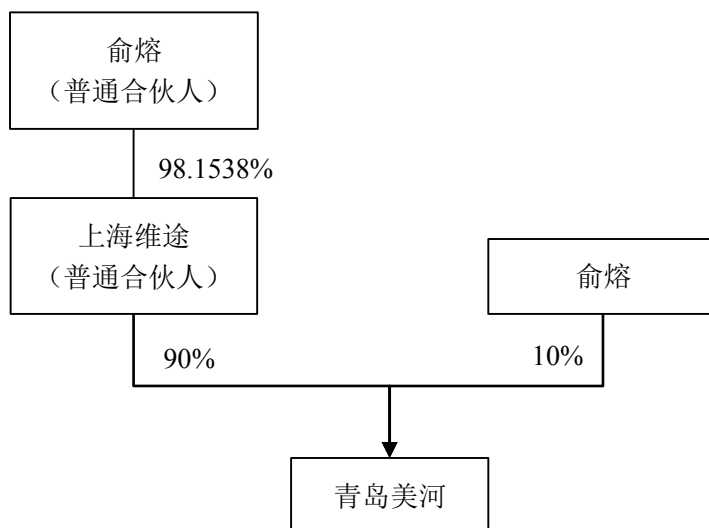 俞熔
（普通合伙人）
98.1538%
上海维途
（普通合伙人）
俞熔
90%
10%
青岛美河